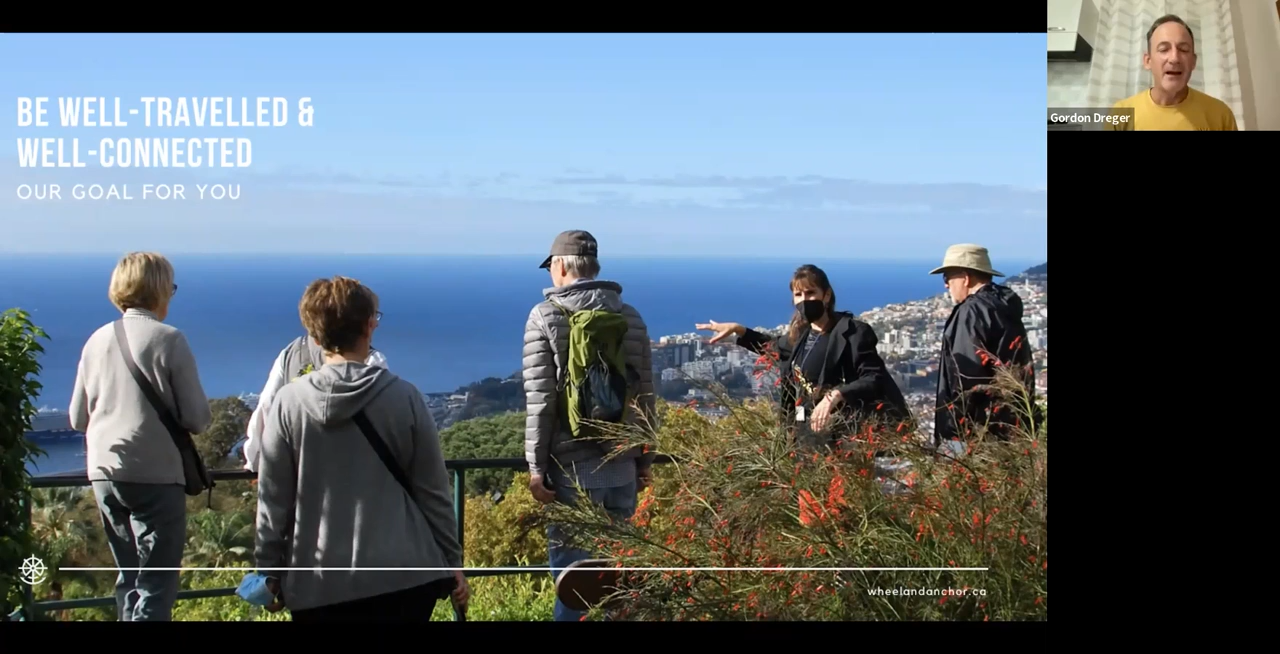 BE WELL-TRAVELLED &
WELL-CONNECTED
OUR GOAL FOR YOU
Gordon Dreger
wheelandanchor.ca